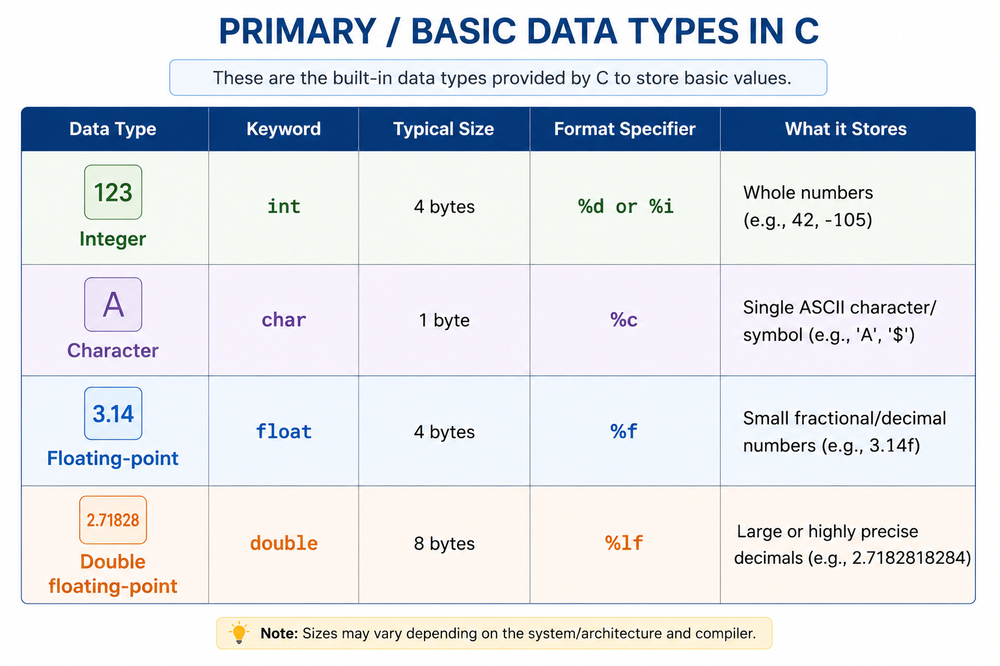 PRIMARY / BASIC DATA TYPES IN C
These are the built-in data types provided by C to store basic values.
Data Type Keyword Typical Size Format Specifier What it Stores
123
Integer
int
4 bytes
%d or %i
Whole numbers
(e.g., 42, -105)
A
Character
char
1 byte
%c
Single ASCII character/
symbol (e.g., 'A', '$')
3.14
Floating-point
float
4 bytes
%f
Small fractional/decimal
numbers (e.g., 3.14f)
2.71828
Double
floating-point
double
8 bytes
%lf
Large or highly precise
decimals (e.g., 2.7182818284)
Note: Sizes may vary depending on the system/architecture and compiler.